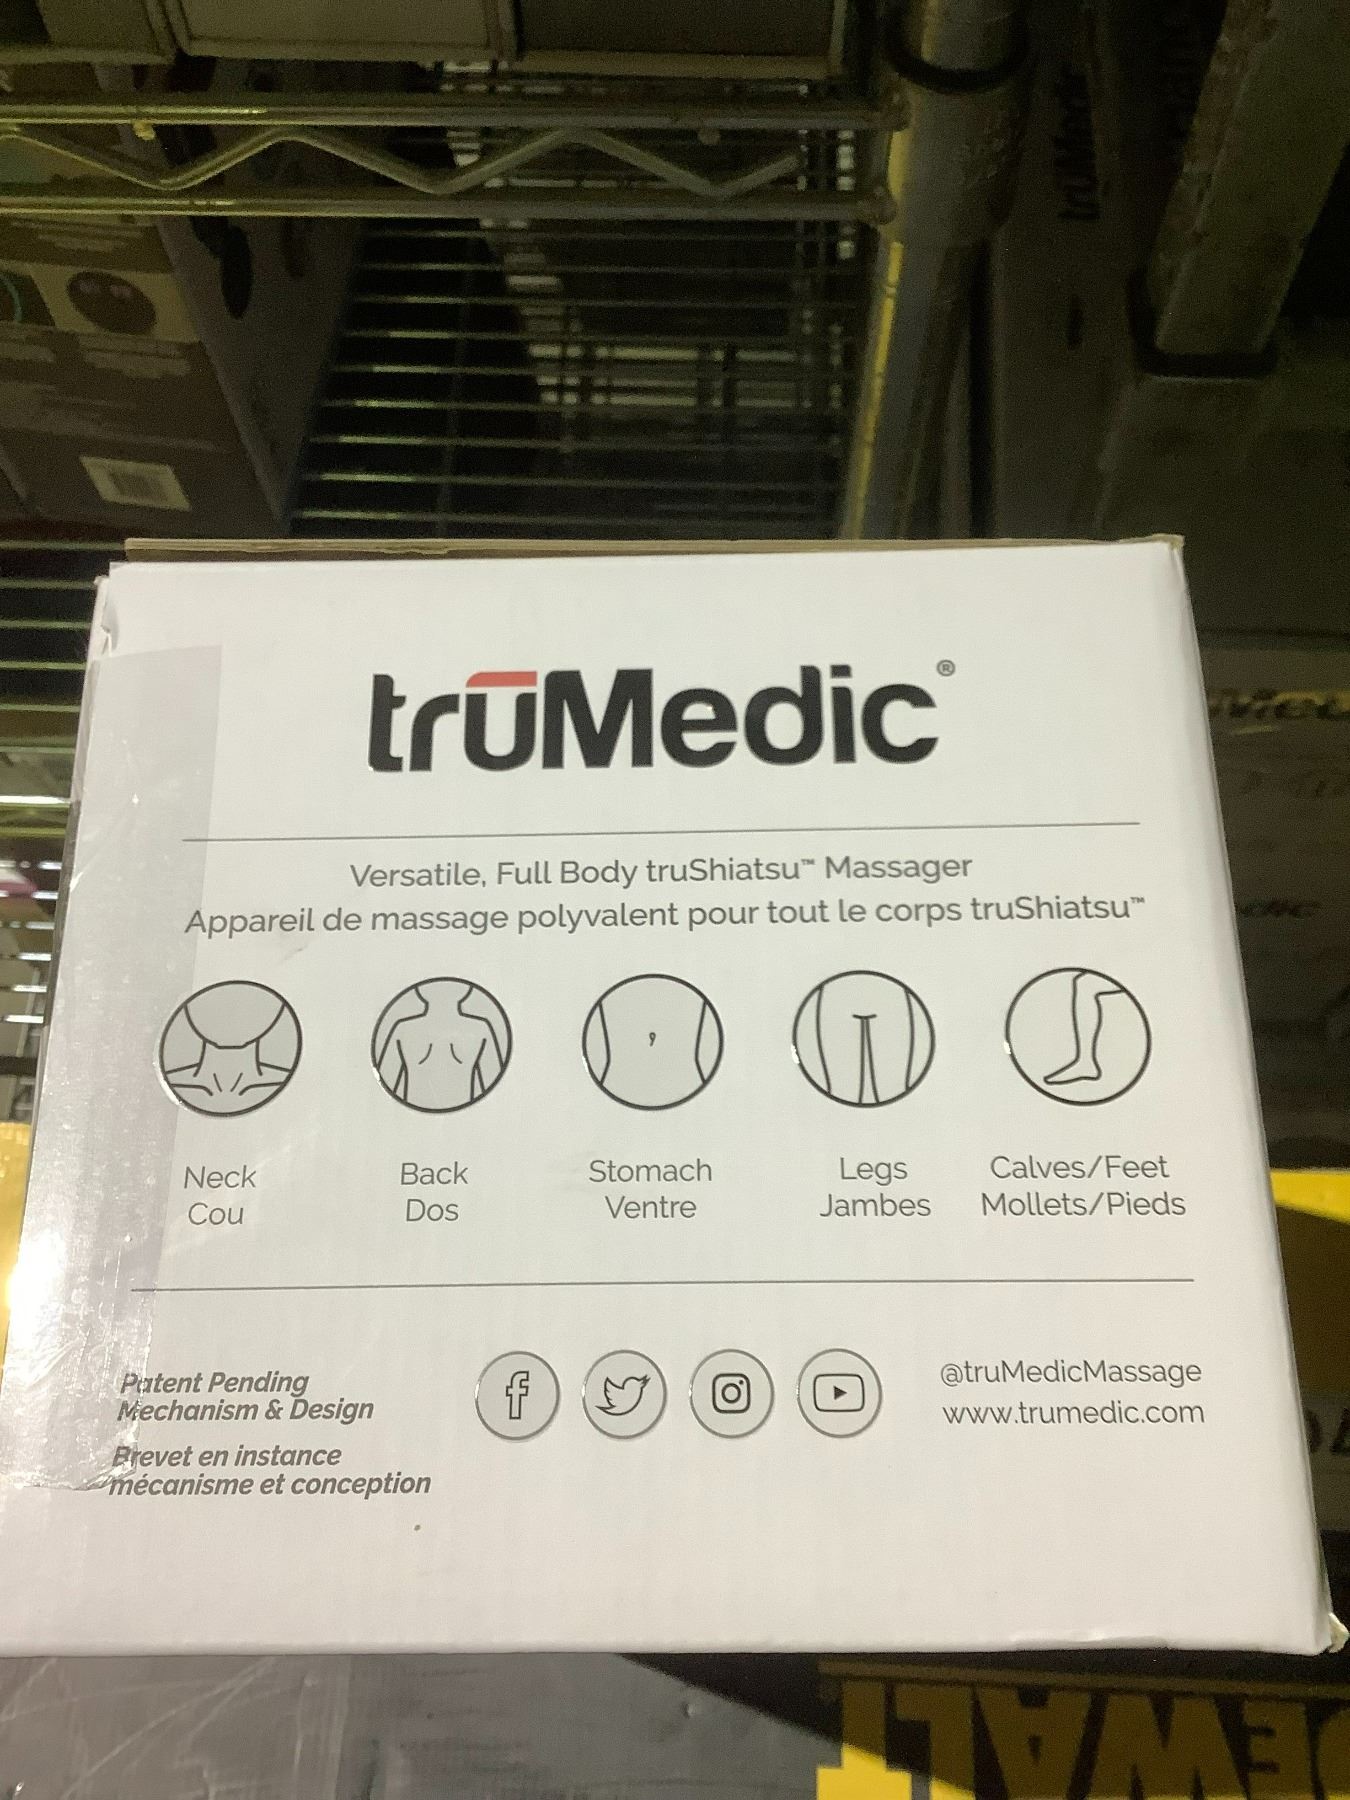 trūMedic®
Versatile, Full Body truShiatsu™ Massager
Appareil de massage polyvalent pour tout le corps truShiatsu™
Neck
Cou
Back
Dos
Stomach
Ventre
Legs
Jambes
Calves/Feet
Mollets/Pieds
Patent Pending
Mechanism & Design
Brevet en instance
mécanisme et conception
@truMedicMassage
www.trumedic.com
DEWALT